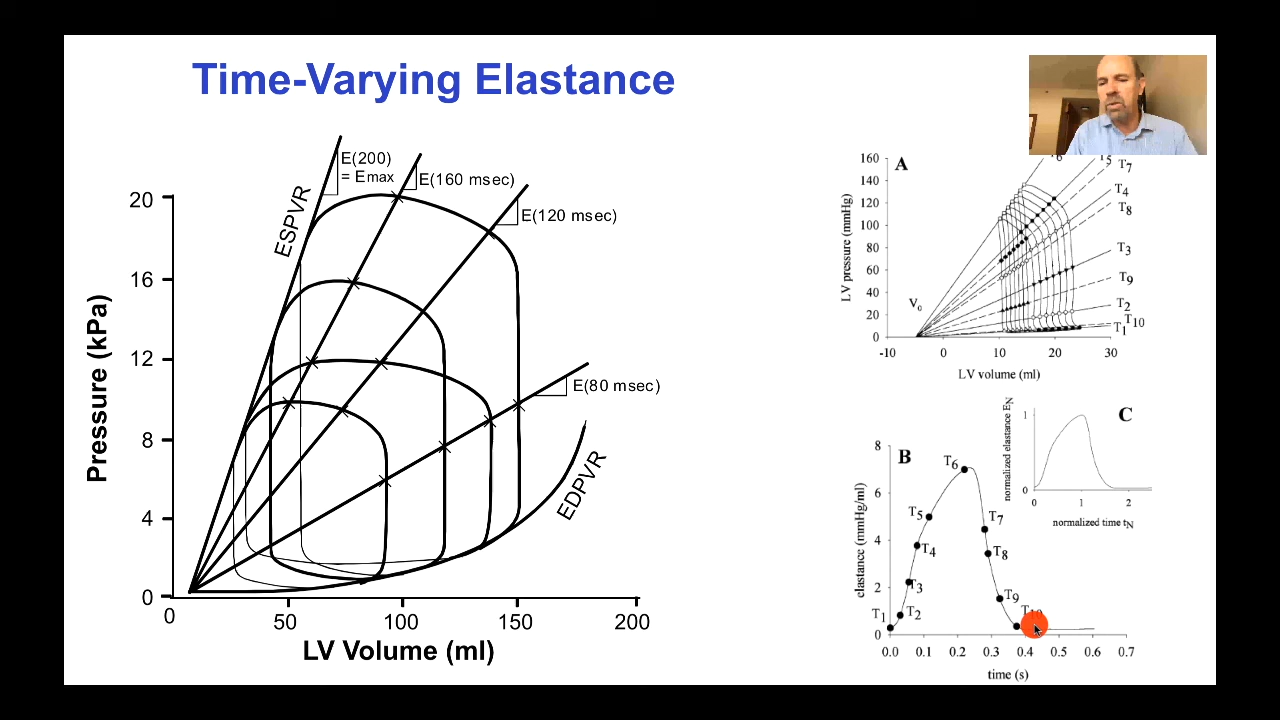 Time-Varying Elastance
E(200)
= Emax
E(160 msec)
E(120 msec)
E(80 msec)
ESPVR
EDPVR
Pressure (kPa)
20
16
12
8
4
0
0
50
100
150
200
LV Volume (ml)
A
LV pressure (mmHg)
160
140
120
100
80
60
40
20
0
T7
T4
T8
T3
T9
T2
T10
T1
Vo
-10
0
10
20
30
LV volume (ml)
B
elastance (mmHg/ml)
8
6
4
2
0
T1
T2
T3
T4
T5
T6
T7
T8
T9
0.0
0.1
0.2
0.3
0.4
0.5
0.6
0.7
time (s)
C
normalized elastance EN
1
0
0
1
2
normalized time tN